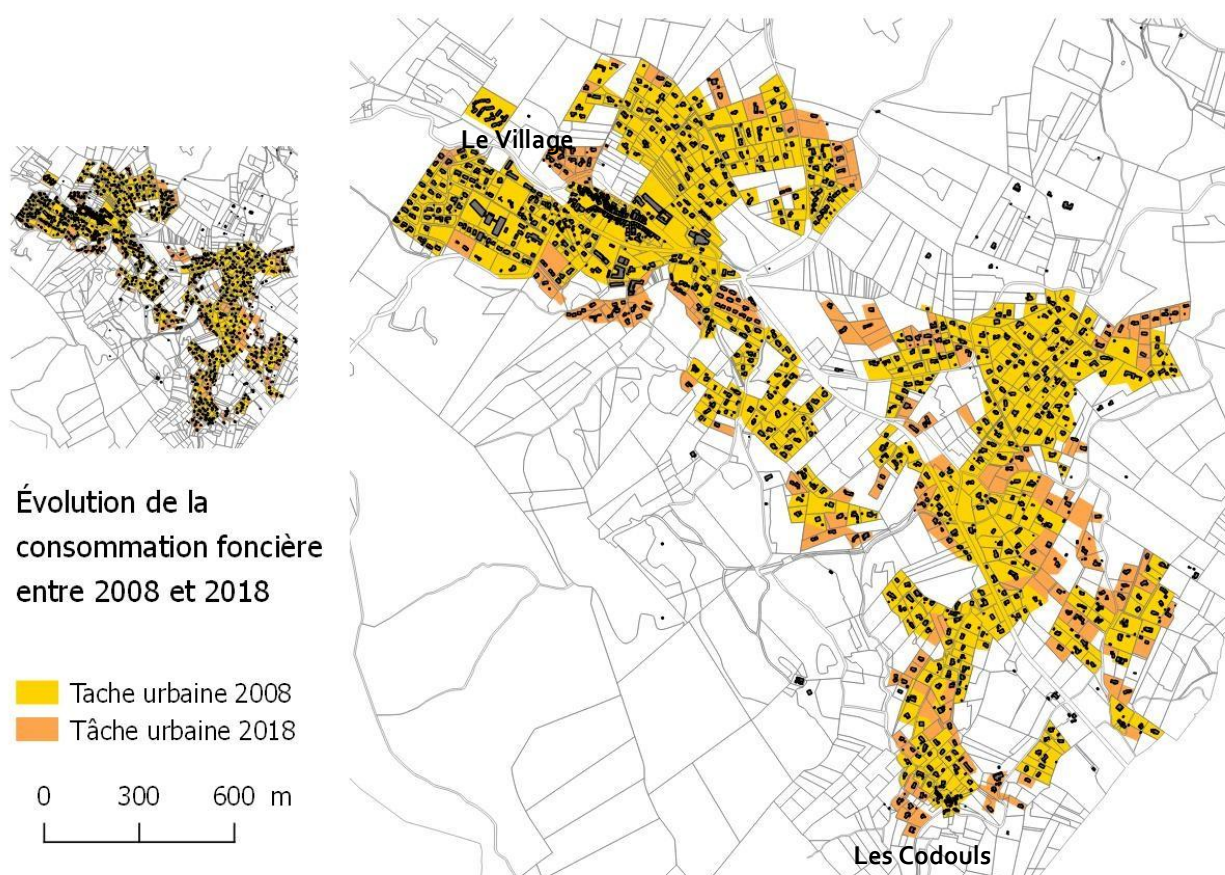 Le Village
Évolution de la
consommation foncière
entre 2008 et 2018
Tache urbaine 2008
Tâche urbaine 2018
0 300 600 m
Les Codouls